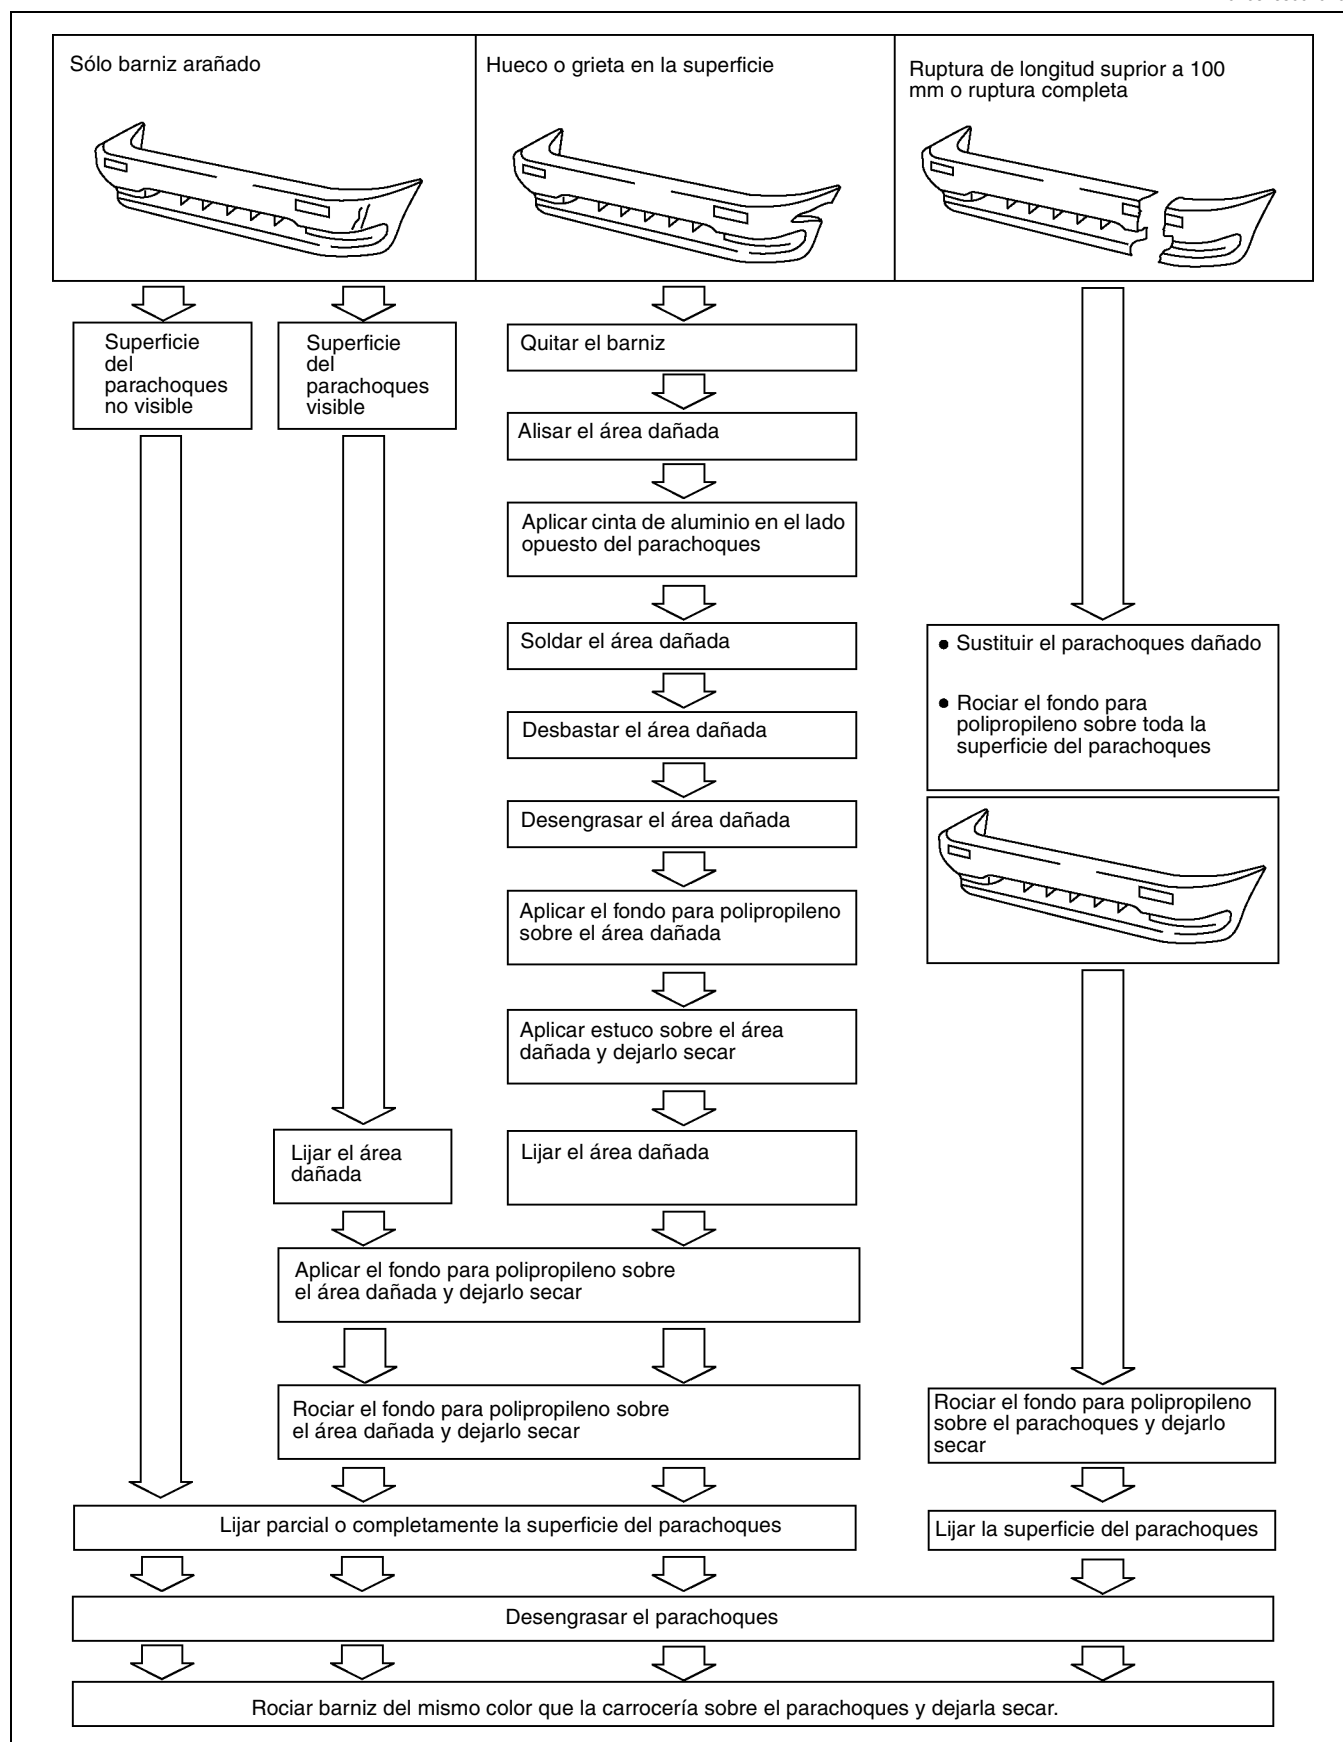 Sólo barniz arañado
Hueco o grieta en la superficie
Ruptura de longitud suprior a 100
mm o ruptura completa
Superficie
del
parachoques
no visible
Superficie
del
parachoques
visible
Quitar el barniz
Alisar el área dañada
Aplicar cinta de aluminio en el lado
opuesto del parachoques
Soldar el área dañada
Desbastar el área dañada
Desengrasar el área dañada
Aplicar el fondo para polipropileno
sobre el área dañada
Aplicar estuco sobre el área
dañada y dejarlo secar
● Sustituir el parachoques dañado
● Rociar el fondo para
polipropileno sobre toda la
superficie del parachoques
Lijar el área
dañada
Lijar el área dañada
Aplicar el fondo para polipropileno sobre
el área dañada y dejarlo secar
Rociar el fondo para polipropileno sobre
el área dañada y dejarlo secar
Rociar el fondo para polipropileno
sobre el parachoques y dejarlo
secar
Lijar parcial o completamente la superficie del parachoques
Lijar la superficie del parachoques
Desengrasar el parachoques
Rociar barniz del mismo color que la carrocería sobre el parachoques y dejarla secar.